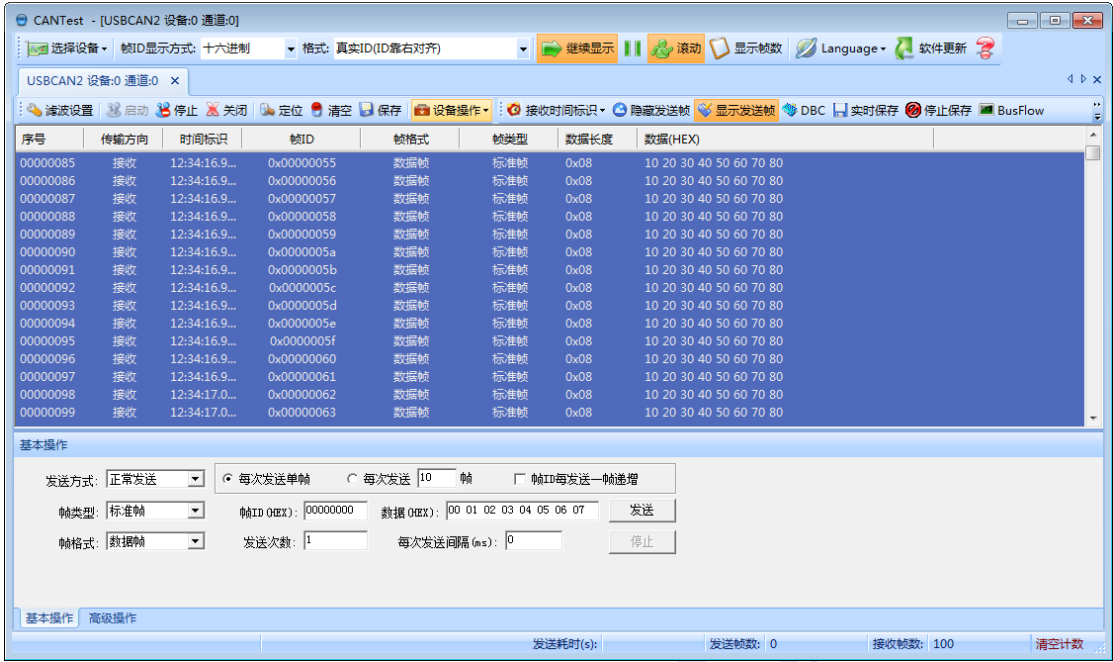 CANTest - [USBCAN2 设备:0 通道:0]
选择设备 帧ID显示方式: 十六进制 格式: 真实ID(ID靠右对齐) 继续显示 滚动 显示帧数 Language 软件更新
USBCAN2 设备:0 通道:0 ×
滤波设置 启动 停止 关闭 定位 清空 保存 设备操作 接收时间标识 隐藏发送帧 显示发送帧 DBC 实时保存 停止保存 BusFlow
序号 传输方向 时间标识 帧ID 帧格式 帧类型 数据长度 数据(HEX)
00000085 接收 12:34:16.9... 0x00000055 数据帧 标准帧 0x08 10 20 30 40 50 60 70 80
00000086 接收 12:34:16.9... 0x00000056 数据帧 标准帧 0x08 10 20 30 40 50 60 70 80
00000087 接收 12:34:16.9... 0x00000057 数据帧 标准帧 0x08 10 20 30 40 50 60 70 80
00000088 接收 12:34:16.9... 0x00000058 数据帧 标准帧 0x08 10 20 30 40 50 60 70 80
00000089 接收 12:34:16.9... 0x00000059 数据帧 标准帧 0x08 10 20 30 40 50 60 70 80
00000090 接收 12:34:16.9... 0x0000005a 数据帧 标准帧 0x08 10 20 30 40 50 60 70 80
00000091 接收 12:34:16.9... 0x0000005b 数据帧 标准帧 0x08 10 20 30 40 50 60 70 80
00000092 接收 12:34:16.9... 0x0000005c 数据帧 标准帧 0x08 10 20 30 40 50 60 70 80
00000093 接收 12:34:16.9... 0x0000005d 数据帧 标准帧 0x08 10 20 30 40 50 60 70 80
00000094 接收 12:34:16.9... 0x0000005e 数据帧 标准帧 0x08 10 20 30 40 50 60 70 80
00000095 接收 12:34:16.9... 0x0000005f 数据帧 标准帧 0x08 10 20 30 40 50 60 70 80
00000096 接收 12:34:16.9... 0x00000060 数据帧 标准帧 0x08 10 20 30 40 50 60 70 80
00000097 接收 12:34:16.9... 0x00000061 数据帧 标准帧 0x08 10 20 30 40 50 60 70 80
00000098 接收 12:34:17.0... 0x00000062 数据帧 标准帧 0x08 10 20 30 40 50 60 70 80
00000099 接收 12:34:17.0... 0x00000063 数据帧 标准帧 0x08 10 20 30 40 50 60 70 80
基本操作
发送方式: 正常发送 每次发送单帧 每次发送 10 帧 帧ID每发送一帧递增
帧类型: 标准帧 帧ID(HEX): 00000000 数据(HEX): 00 01 02 03 04 05 06 07 发送
帧格式: 数据帧 发送次数: 1 每次发送间隔(ms): 0 停止
基本操作 高级操作
发送耗时(s): 发送帧数: 0 接收帧数: 100 清空计数